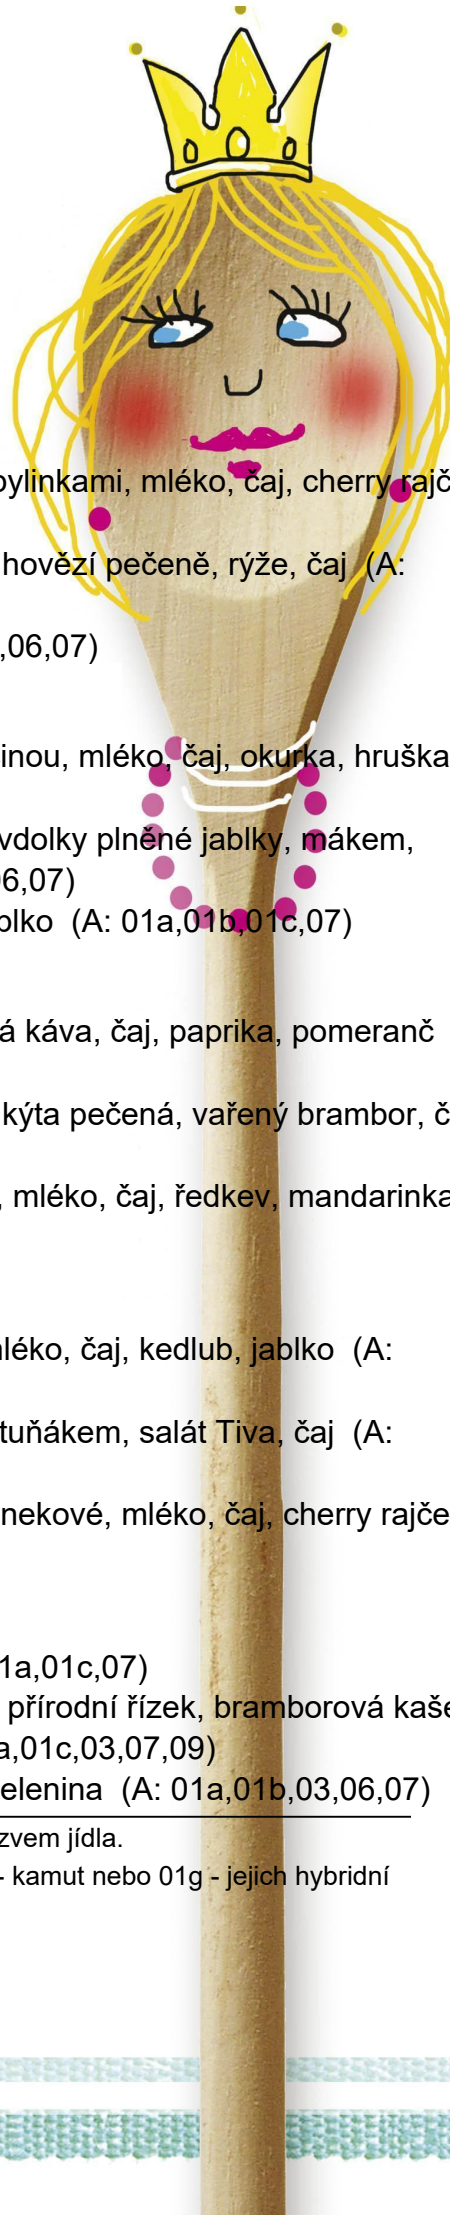 bylinkami, mléko, čaj, cherry rajč
hovězí pečeně, rýže, čaj  (A:
,06,07)
inou, mléko, čaj, okurka, hruška
vdolky plněné jablky, mákem,
06,07)
blko  (A: 01a,01b,01c,07)
á káva, čaj, paprika, pomeranč
kýta pečená, vařený brambor, č
, mléko, čaj, ředkev, mandarinka
mléko, čaj, kedlub, jablko  (A:
tuňákem, salát Tiva, čaj  (A:
nekové, mléko, čaj, cherry rajče
1a,01c,07)
přírodní řízek, bramborová kaše
a,01c,03,07,09)
elenina  (A: 01a,01b,03,06,07)
zvem jídla.
- kamut nebo 01g - jejich hybridní